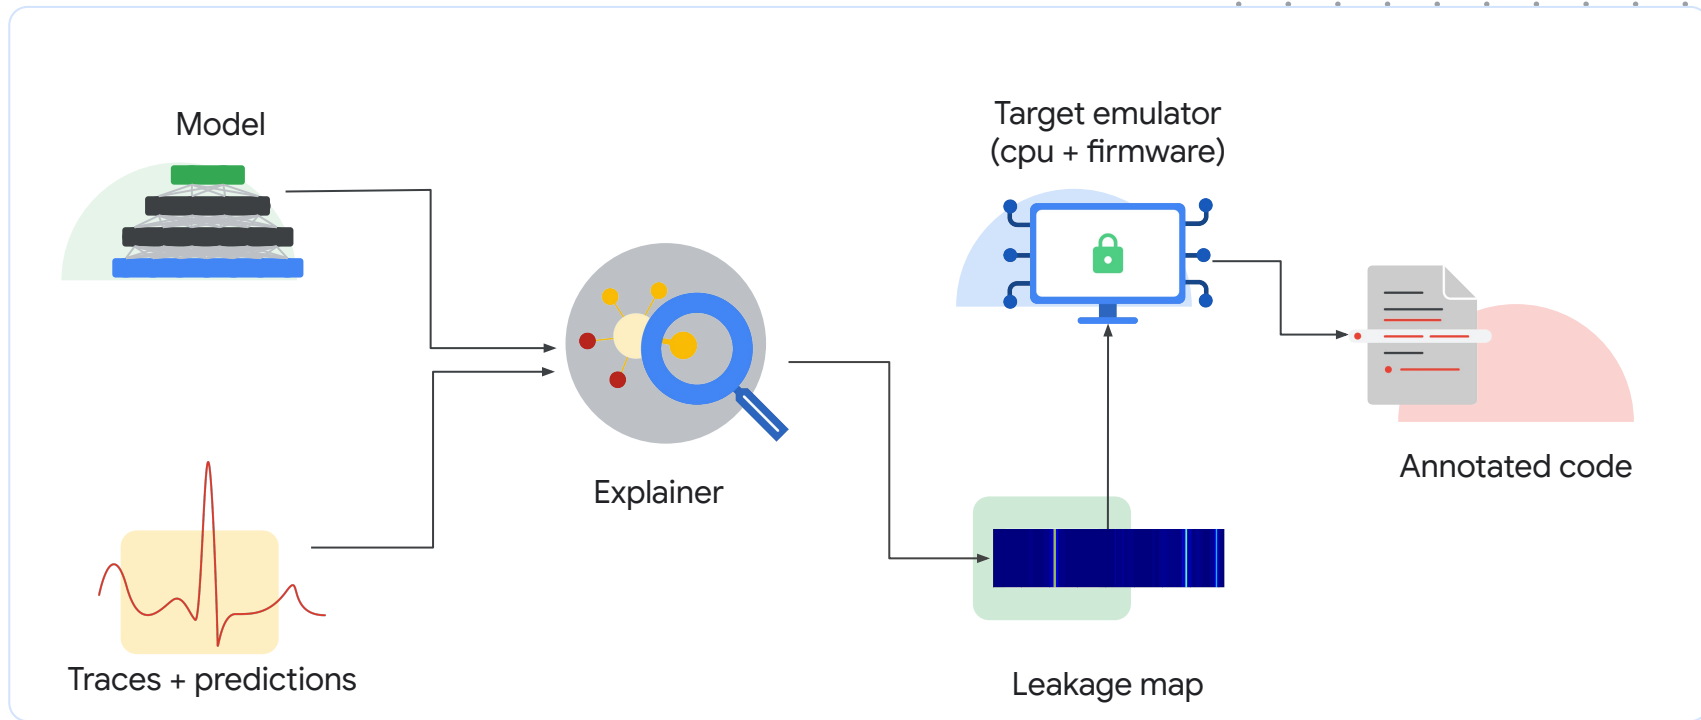 Model
Target emulator
(cpu + firmware)
Explainer
Annotated code
Traces + predictions
Leakage map